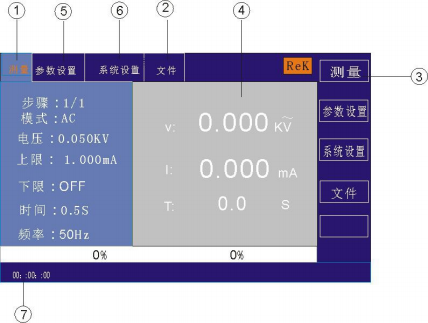 ① ⑤ ⑥ ② ④
测量 参数设置 系统设置 文件 ReK 测量
③
步骤：1/1
模式：AC
电压：0.050KV
上限： 1.000mA
下限：OFF
时间：0.5S
频率：50Hz
V: 0.000 KV
I: 0.000 mA
T: 0.0 S
参数设置
系统设置
文件
0% 0%
00: :00: :00
⑦